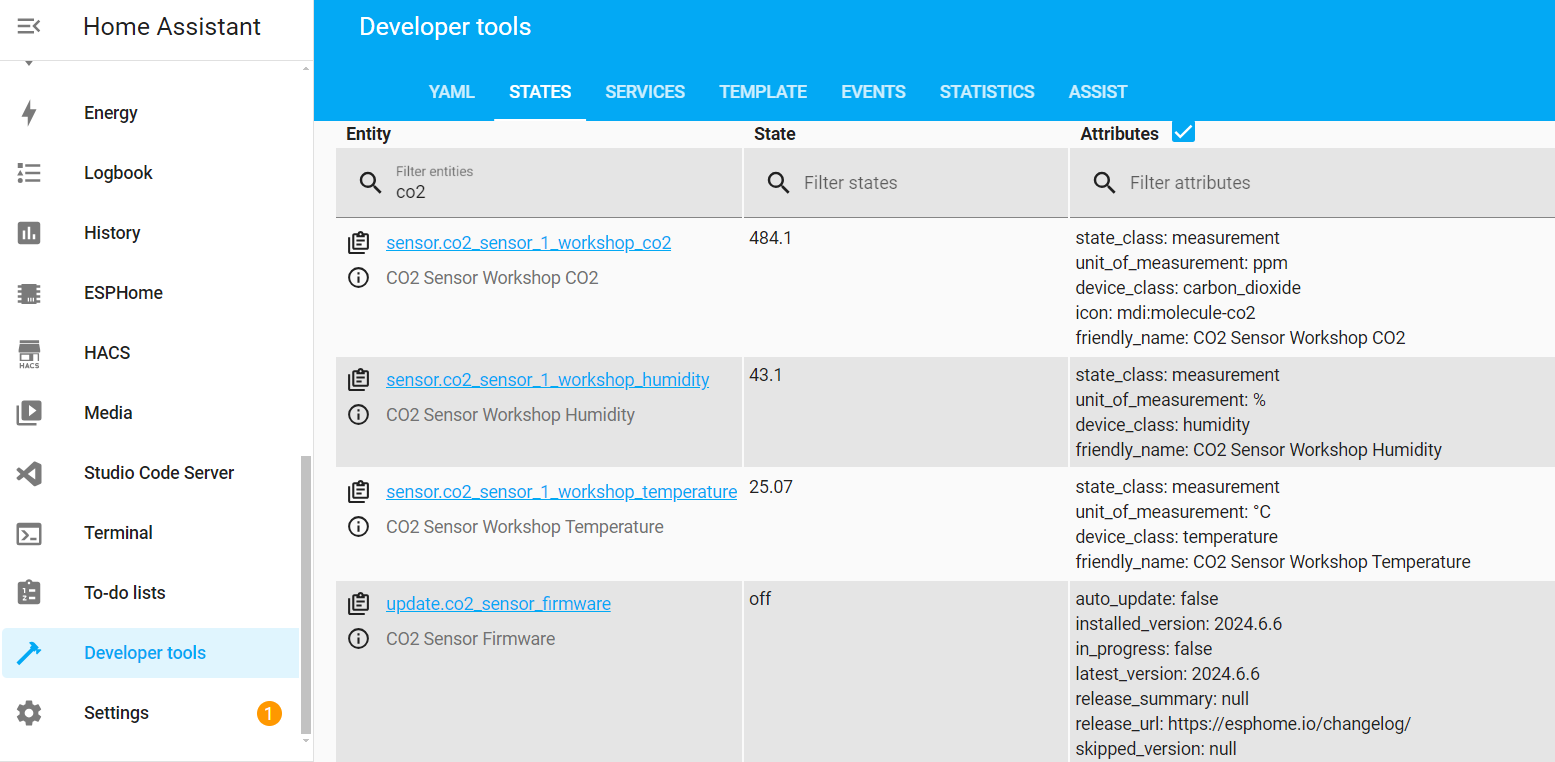 Home Assistant
Energy
Logbook
History
ESPHome
HACS
HACS
Media
Studio Code Server
Terminal
1
2
To-do lists
Developer tools
Settings
1
Developer tools
YAML STATES SERVICES TEMPLATE EVENTS STATISTICS ASSIST
Entity State Attributes
Filter entities
co2
Filter states
Filter attributes
sensor.co2_sensor_1_workshop_co2
CO2 Sensor Workshop CO2
484.1
state_class: measurement
unit_of_measurement: ppm
device_class: carbon_dioxide
icon: mdi:molecule-co2
friendly_name: CO2 Sensor Workshop CO2
sensor.co2_sensor_1_workshop_humidity
CO2 Sensor Workshop Humidity
43.1
state_class: measurement
unit_of_measurement: %
device_class: humidity
friendly_name: CO2 Sensor Workshop Humidity
sensor.co2_sensor_1_workshop_temperature
CO2 Sensor Workshop Temperature
25.07
state_class: measurement
unit_of_measurement: °C
device_class: temperature
friendly_name: CO2 Sensor Workshop Temperature
update.co2_sensor_firmware
CO2 Sensor Firmware
off
auto_update: false
installed_version: 2024.6.6
in_progress: false
latest_version: 2024.6.6
release_summary: null
release_url: https://esphome.io/changelog/
skipped_version: null